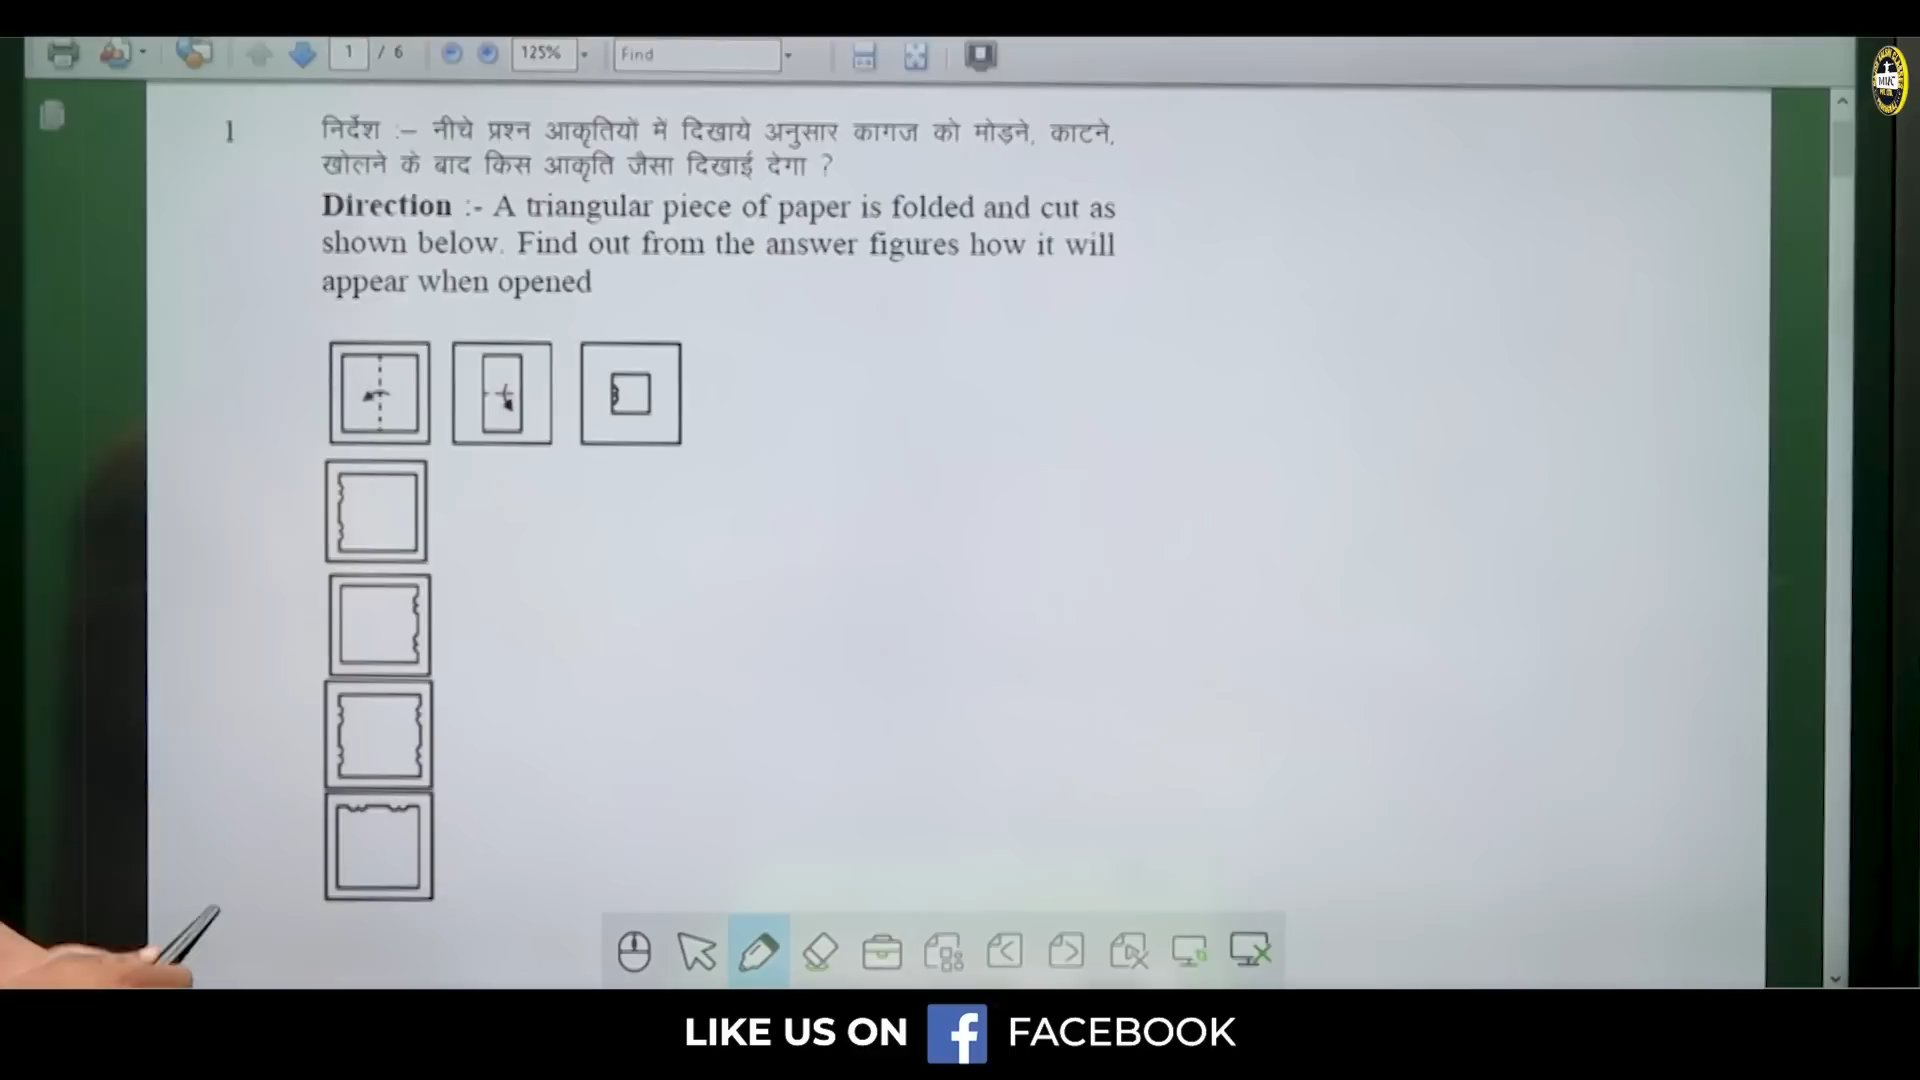 1 / 6 125% Find
1 निर्देश :– नीचे प्रश्न आकृतियों में दिखाये अनुसार कागज को मोड़ने, काटने,
खोलने के बाद किस आकृति जैसा दिखाई देगा ?
Direction :- A triangular piece of paper is folded and cut as
shown below. Find out from the answer figures how it will
appear when opened
LIKE US ON f FACEBOOK